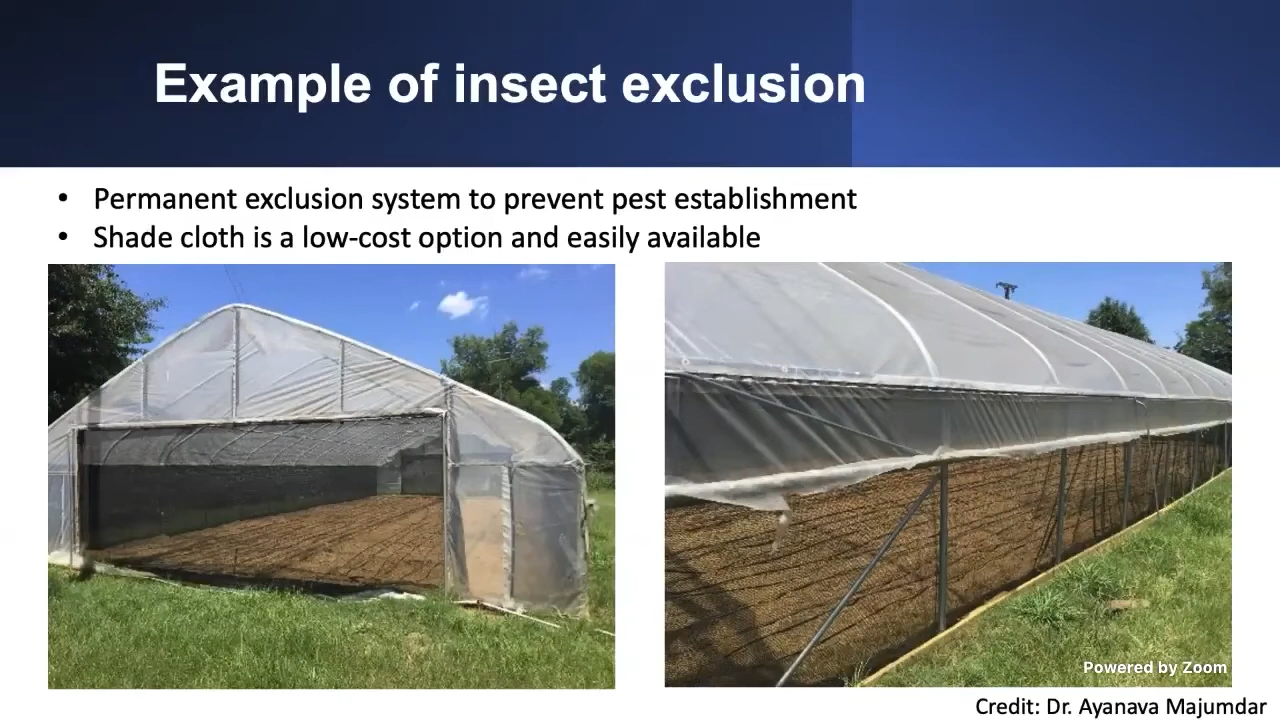 Example of insect exclusion
• Permanent exclusion system to prevent pest establishment
• Shade cloth is a low-cost option and easily available
Powered by Zoom
Credit: Dr. Ayanava Majumdar